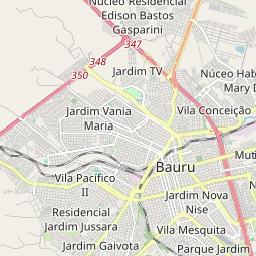 Núcleo Residencial
Edison Bastos
Gasparini
347
348
350
Jardim TV
Núceo Hab
Mary D
Jardim Vania
Maria
Vila Conceição
Bauru
Mut
Vila Pacífico
II
Jardim Nova
Nise
Residencial
Jardim Jussara
Vila Mesquita
Jardim Gaivota
Parque Jardim